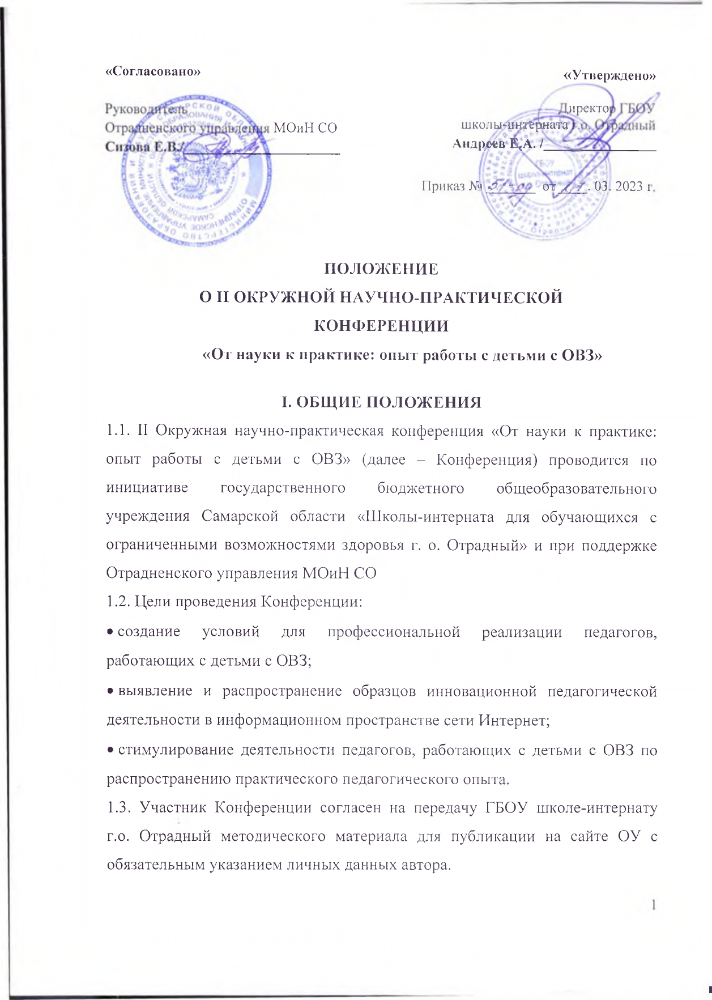 «Согласовано»
Руководитель
Отрадненского управления МОиН СО
Сизова Е.В./
«Утверждено»
Директор ГБОУ
школы-интерната г.о. Отрадный
Андреев Е.А. /
Приказ № от . 03. 2023 г.
ПОЛОЖЕНИЕ
О II ОКРУЖНОЙ НАУЧНО-ПРАКТИЧЕСКОЙ
КОНФЕРЕНЦИИ
«От науки к практике: опыт работы с детьми с ОВЗ»
I. ОБЩИЕ ПОЛОЖЕНИЯ
1.1. II Окружная научно-практическая конференция «От науки к практике:
опыт работы с детьми с ОВЗ» (далее – Конференция) проводится по
инициативе государственного бюджетного общеобразовательного
учреждения Самарской области «Школы-интерната для обучающихся с
ограниченными возможностями здоровья г. о. Отрадный» и при поддержке
Отрадненского управления МОиН СО
1.2. Цели проведения Конференции:
• создание условий для профессиональной реализации педагогов,
работающих с детьми с ОВЗ;
• выявление и распространение образцов инновационной педагогической
деятельности в информационном пространстве сети Интернет;
• стимулирование деятельности педагогов, работающих с детьми с ОВЗ по
распространению практического педагогического опыта.
1.3. Участник Конференции согласен на передачу ГБОУ школе-интернату
г.о. Отрадный методического материала для публикации на сайте ОУ с
обязательным указанием личных данных автора.
1